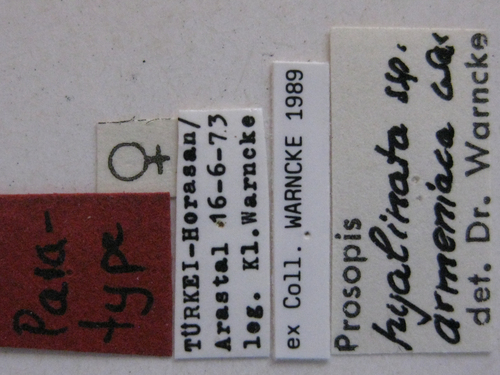 Para-
type
♀
TÜRKEI-Horasan/
Arastal 16-6-73
leg. Kl. Warncke
ex Coll. WARNCKE 1989
Prosopis
hyalinata ssp.
armeniaca War
det. Dr. Warncke